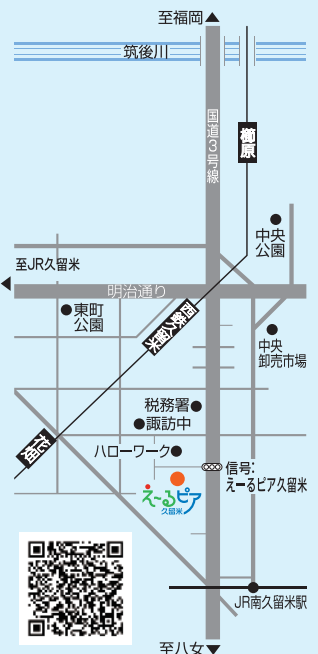 至福岡
筑後川
国道3号線
櫛原
中央
公園
至JR久留米
明治通り
東町
公園
西鉄久留米
中央
卸売市場
税務署
諏訪中
ハローワーク
信号:
えーるピア久留米
花畑
えーるピア
久留米
JR南久留米駅
至八女